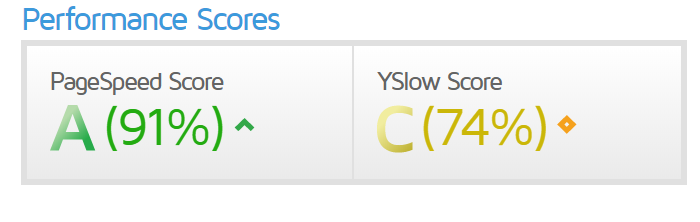 Performance Scores
PageSpeed Score
A (91%)
YSlow Score
C (74%)